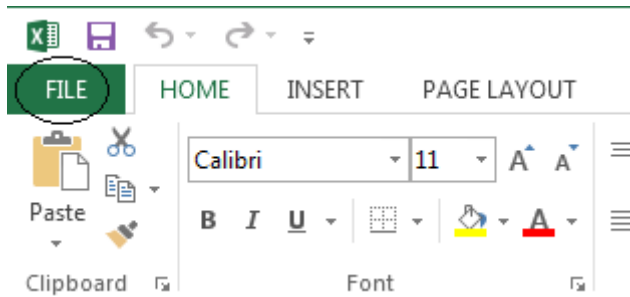 FILE HOME INSERT PAGE LAYOUT
Calibri 11 A A
Paste B I U A
Clipboard Font